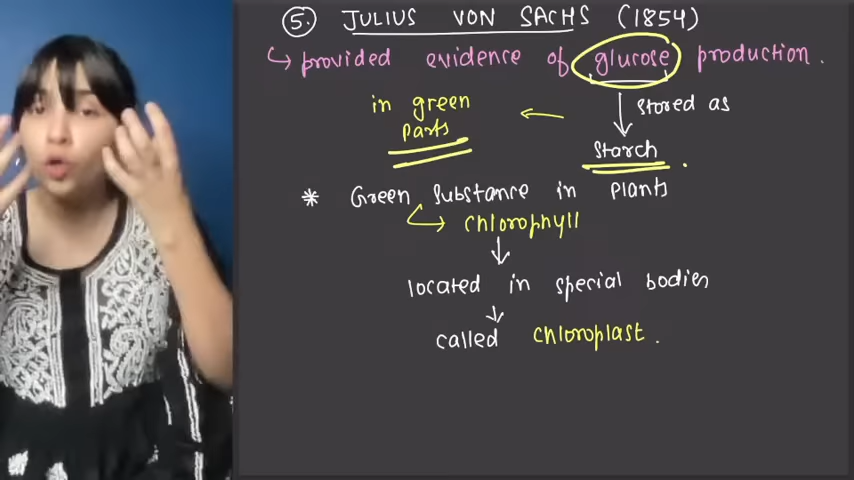 5. JULIUS VON SACHS (1854)
↳ provided evidence of glucose production.
in green ← ↓ stored as
parts
starch.
* Green substance in plants
↳ chlorophyll
↓
located in special bodies
↓
called chloroplast.